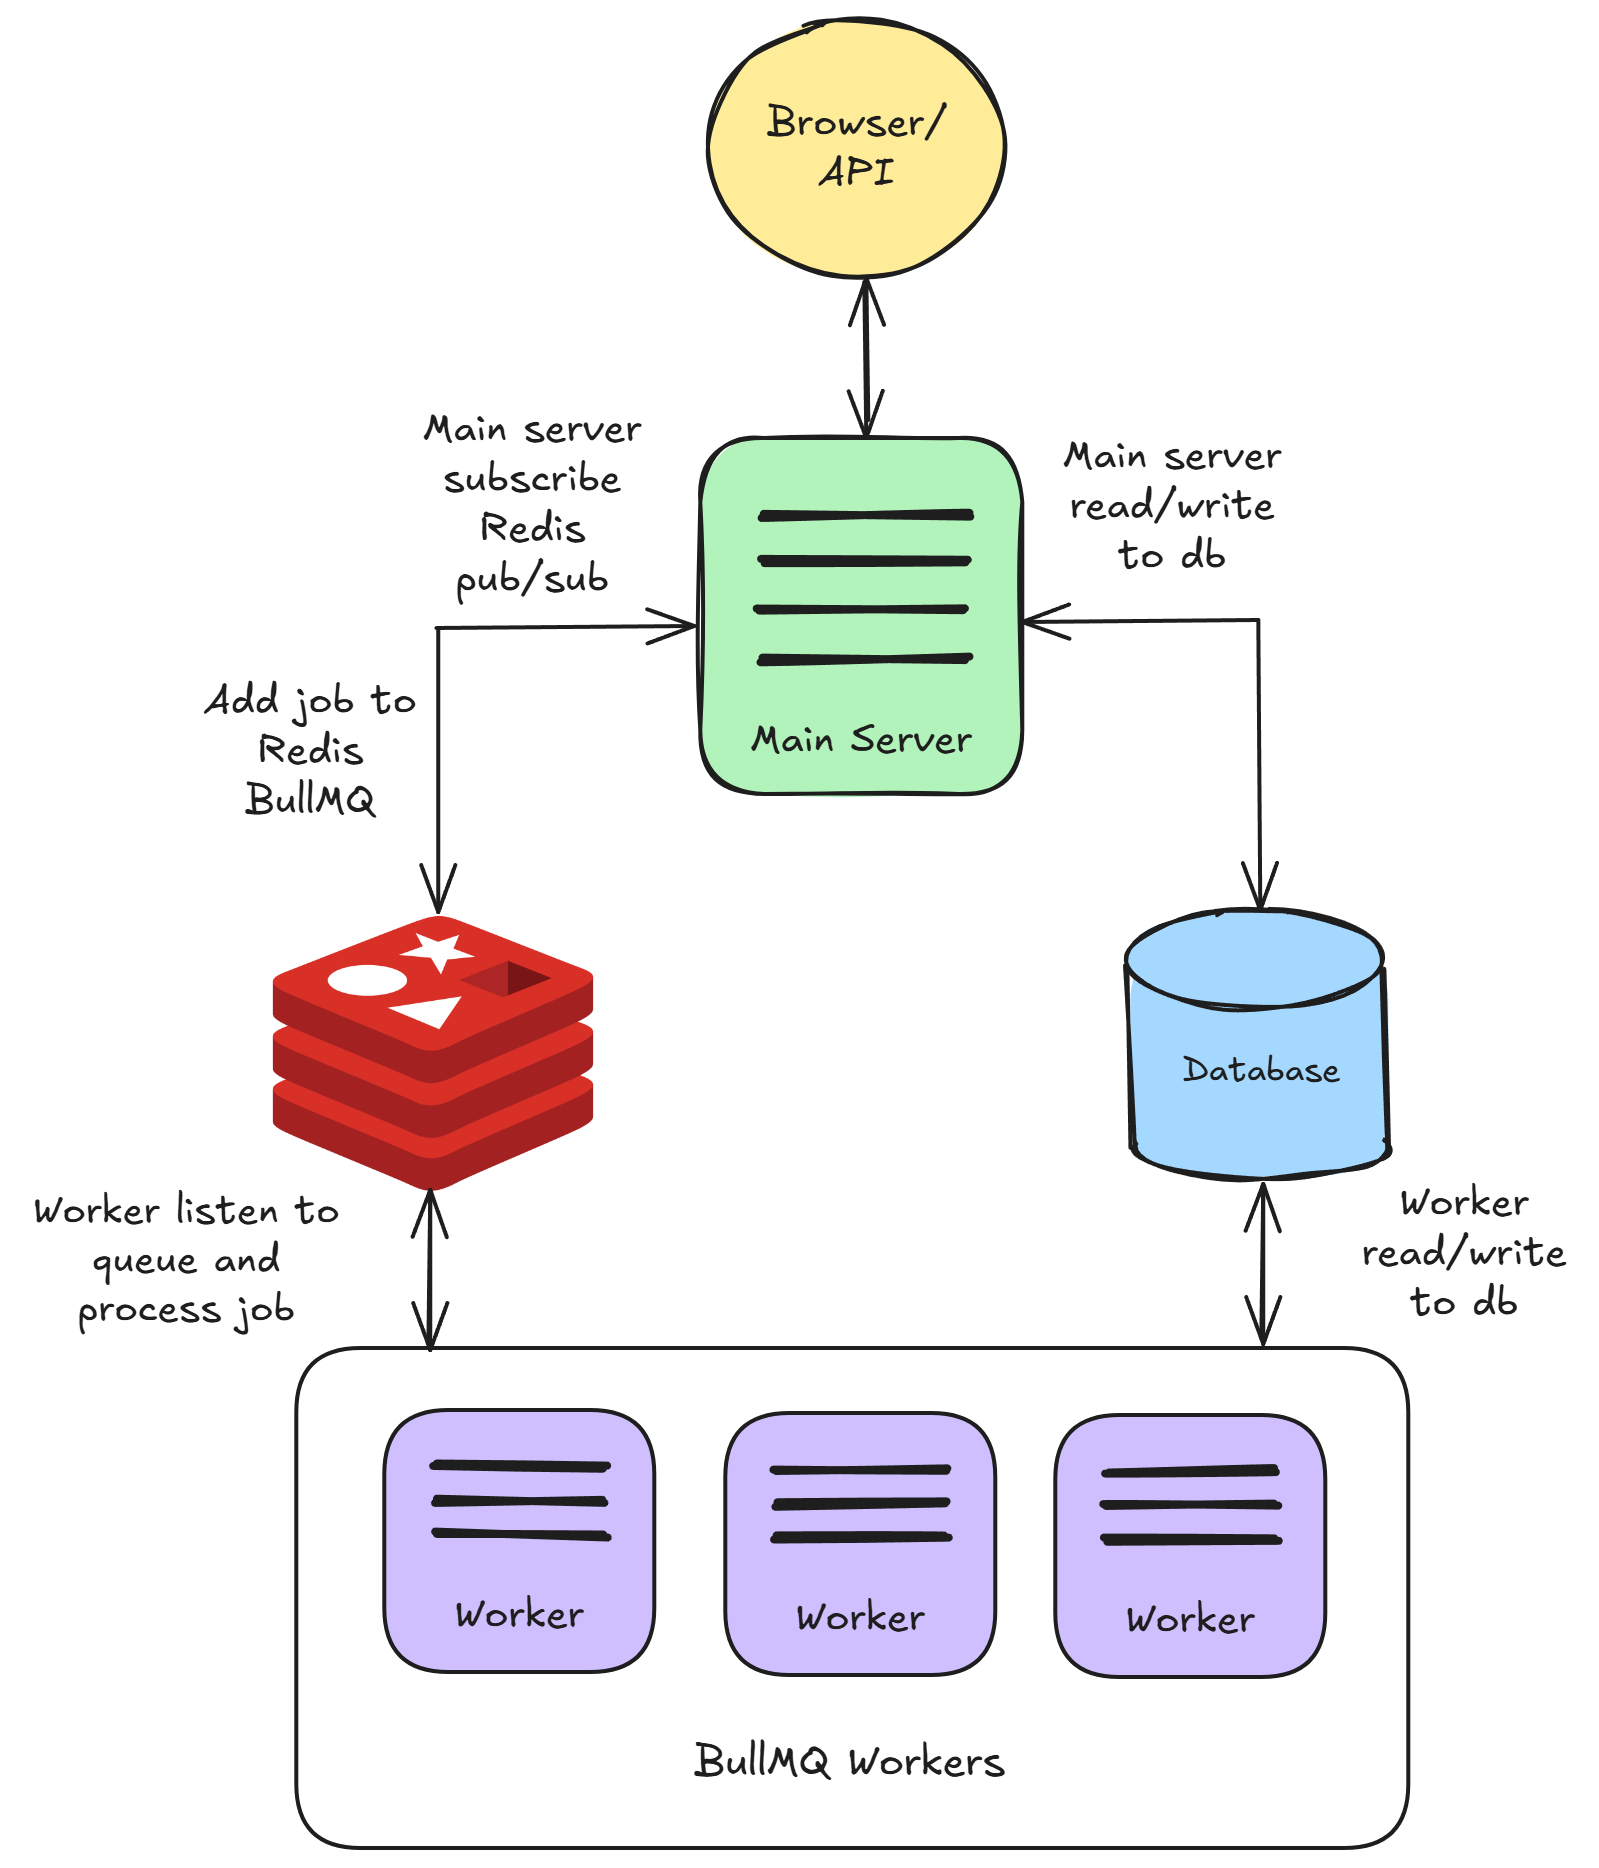 Browser/
API
Main server
subscribe
Redis
pub/sub
Main server
read/write
to db
Add job to
Redis
BullMQ
Main Server
Database
Worker listen to
queue and
process job
Worker
read/write
to db
Worker
Worker
Worker
BullMQ Workers